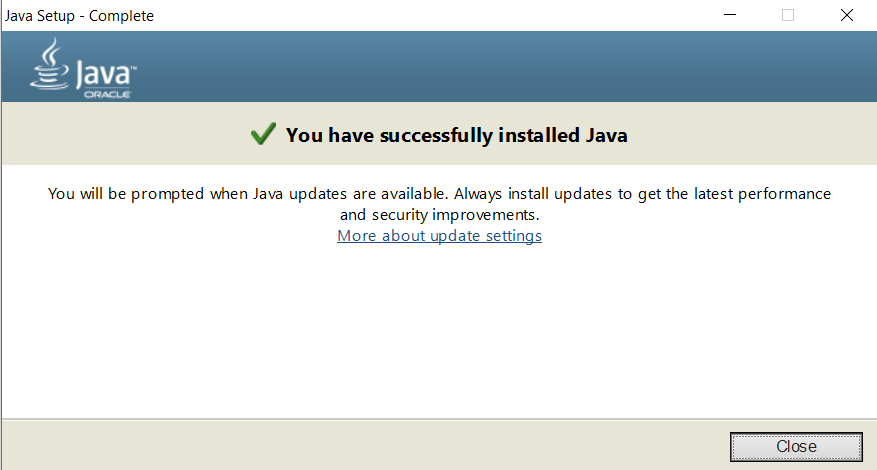 Java Setup - Complete
Java™
ORACLE
You have successfully installed Java
You will be prompted when Java updates are available. Always install updates to get the latest performance
and security improvements.
More about update settings
Close